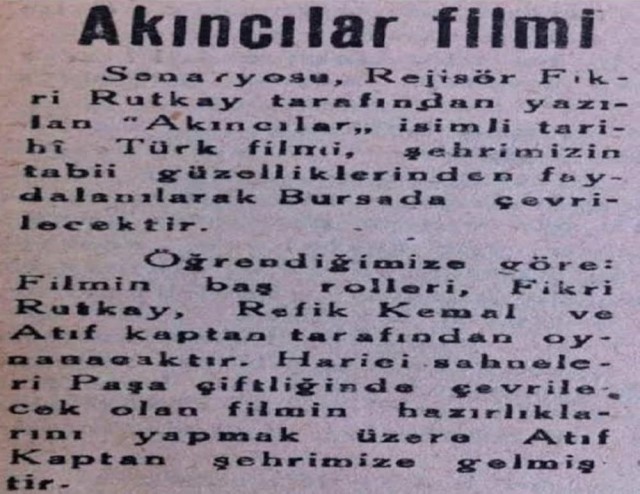 Akıncılar filmi
Senaryosu, Rejisör Fik-
ri Rutkay tarafından yazı-
lan "Akıncılar„ isimli tari-
hî Türk filmi, şehrimizin
tabii güzelliklerinden fay-
dalanılarak Bursada çevri-
lecektir.
Öğrendiğimize göre:
Filmin baş rolleri, Fikri
Rutkay, Refik Kemal ve
Atıf kaptan tarafından oy-
nanacaktır. Harici sahnele-
ri Paşa çiftliğinde çevrile-
cek olan filmin hazırlıkla-
rını yapmak üzere Atıf
Kaptan şehrimize gelmiş
tir.